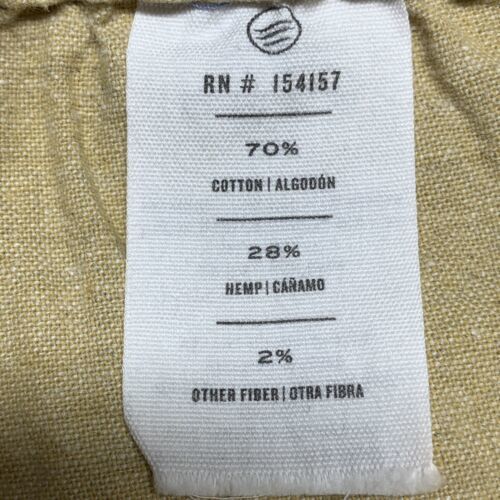 RN # 154157
70%
COTTON | ALGODÓN
28%
HEMP | CÁÑAMO
2%
OTHER FIBER | OTRA FIBRA